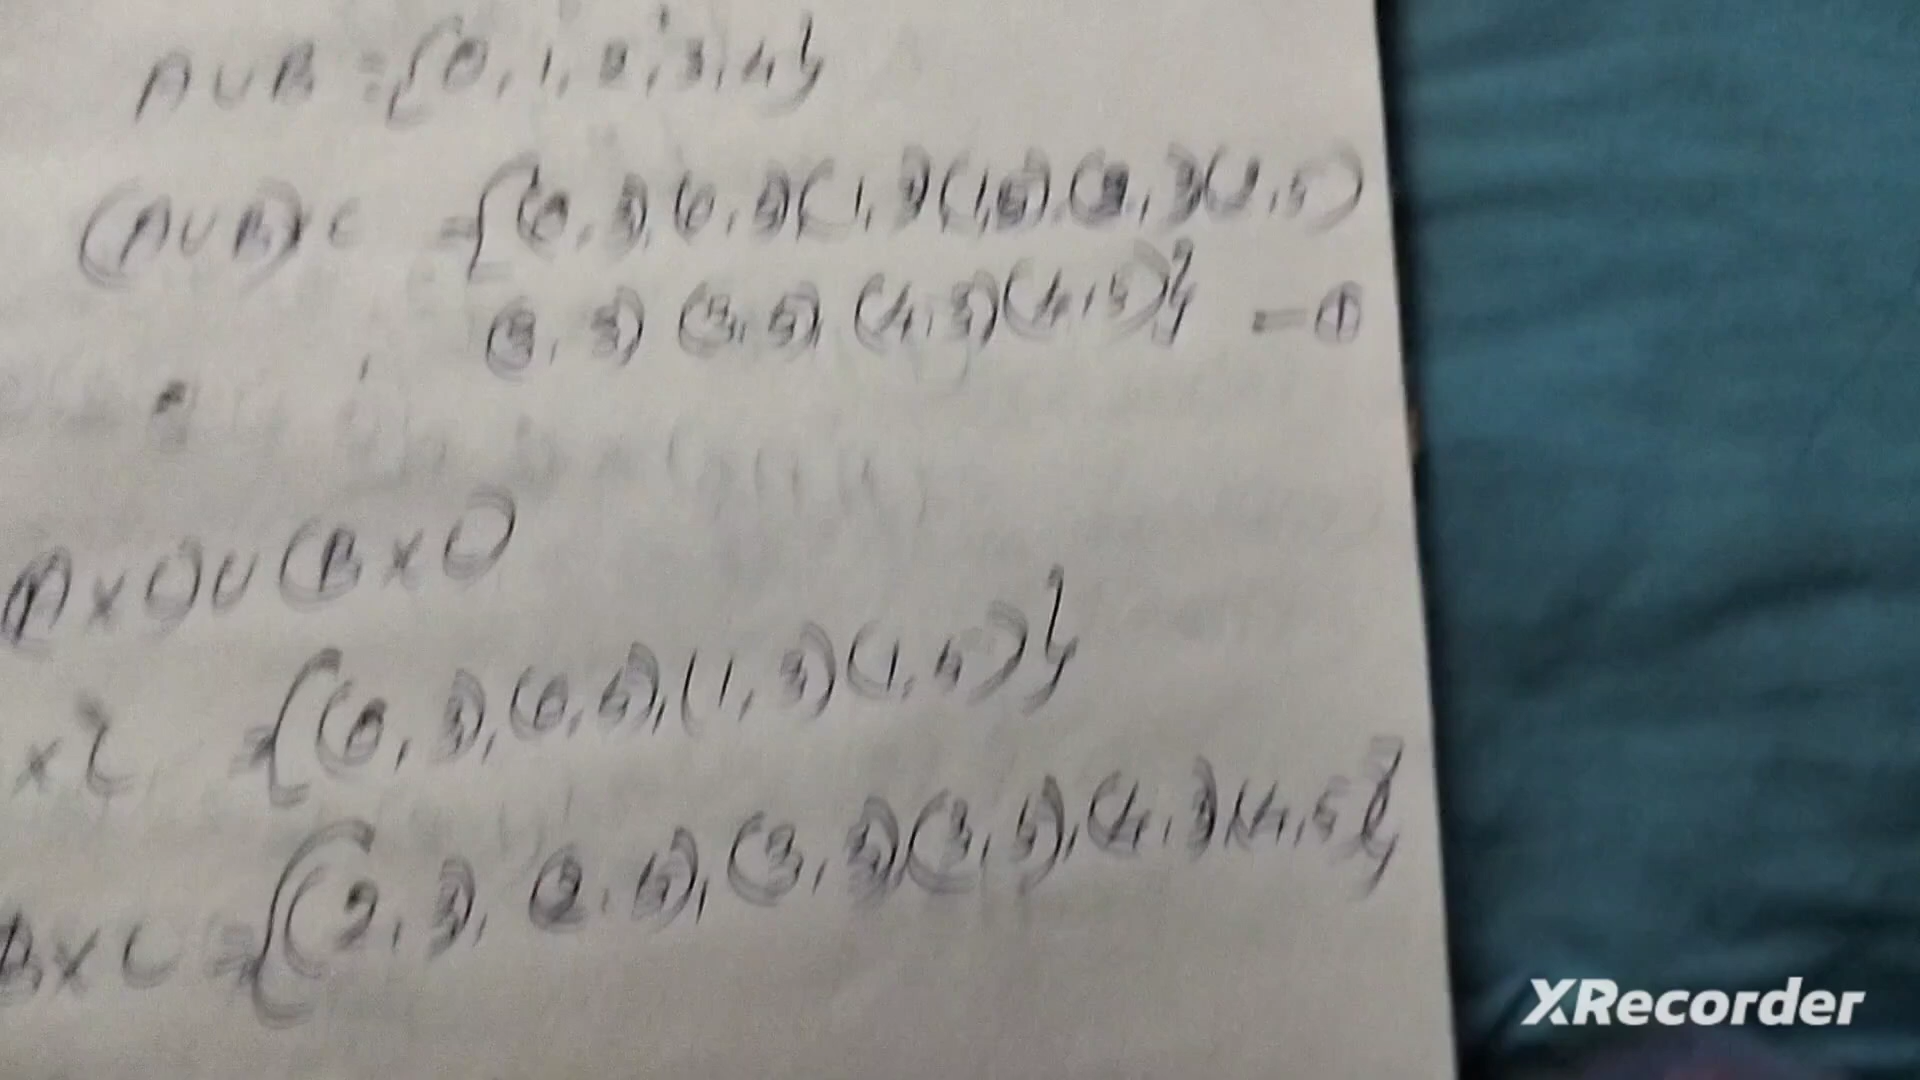 A∪B = {0, 1, 2, 3, 4}
(A∪B)×C = {(0, 3), (0, 5)(1, 3)(1,5), (2, 3)(2,5)
(3, 3) (3, 5), (4, 3)(4, 5)} —①
A×C)∪(B×C)
×C = {(0, 3), (0, 5), (1, 3)(1, 5)}
B×C = {(2, 3), (2, 5), (3, 3)(3, 5), (4, 3)(4, 5)}
XRecorder